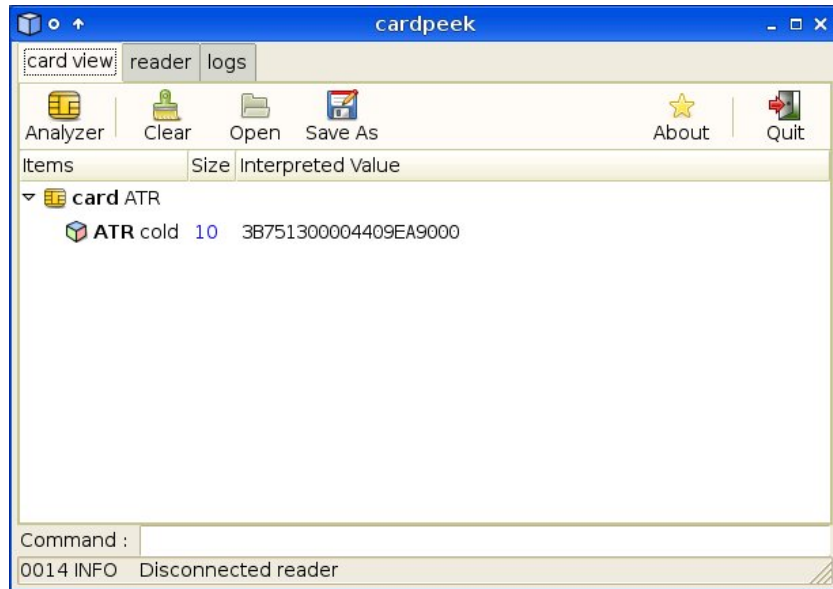 cardpeek
card view reader logs
Analyzer Clear Open Save As About Quit
Items Size Interpreted Value
card ATR
ATR cold 10 3B751300004409EA9000
Command :
0014 INFO Disconnected reader